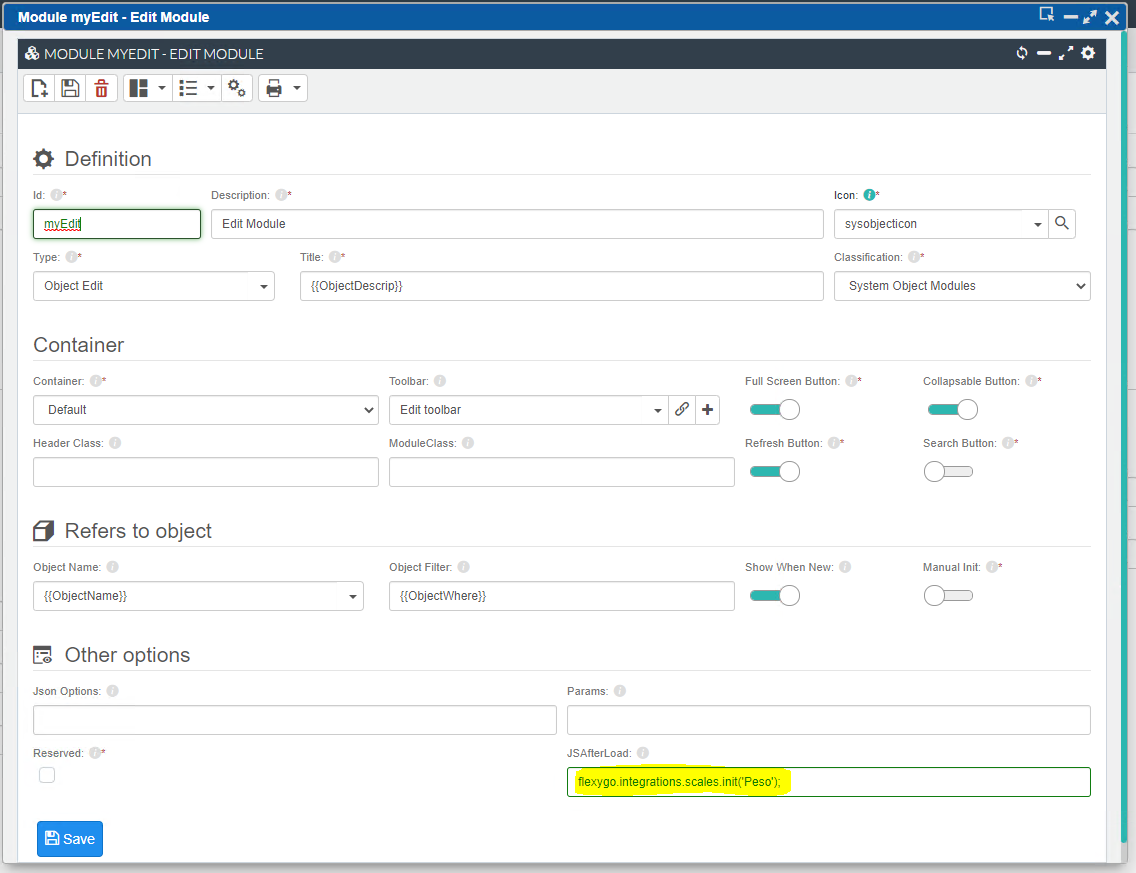 Module myEdit - Edit Module
MODULE MYEDIT - EDIT MODULE
Definition
Id: * Description: * Icon: *
myEdit Edit Module sysobjecticon
Type: * Title: * Classification: *
Object Edit {{ObjectDescrip}} System Object Modules
Container
Container: * Toolbar: Full Screen Button: * Collapsable Button: *
Default Edit toolbar
Header Class: ModuleClass: Refresh Button: * Search Button: *
Refers to object
Object Name: Object Filter: Show When New: Manual Init: *
{{ObjectName}} {{ObjectWhere}}
Other options
Json Options: Params:
Reserved: * JSAfterLoad:
flexygo.integrations.scales.init('Peso');
Save